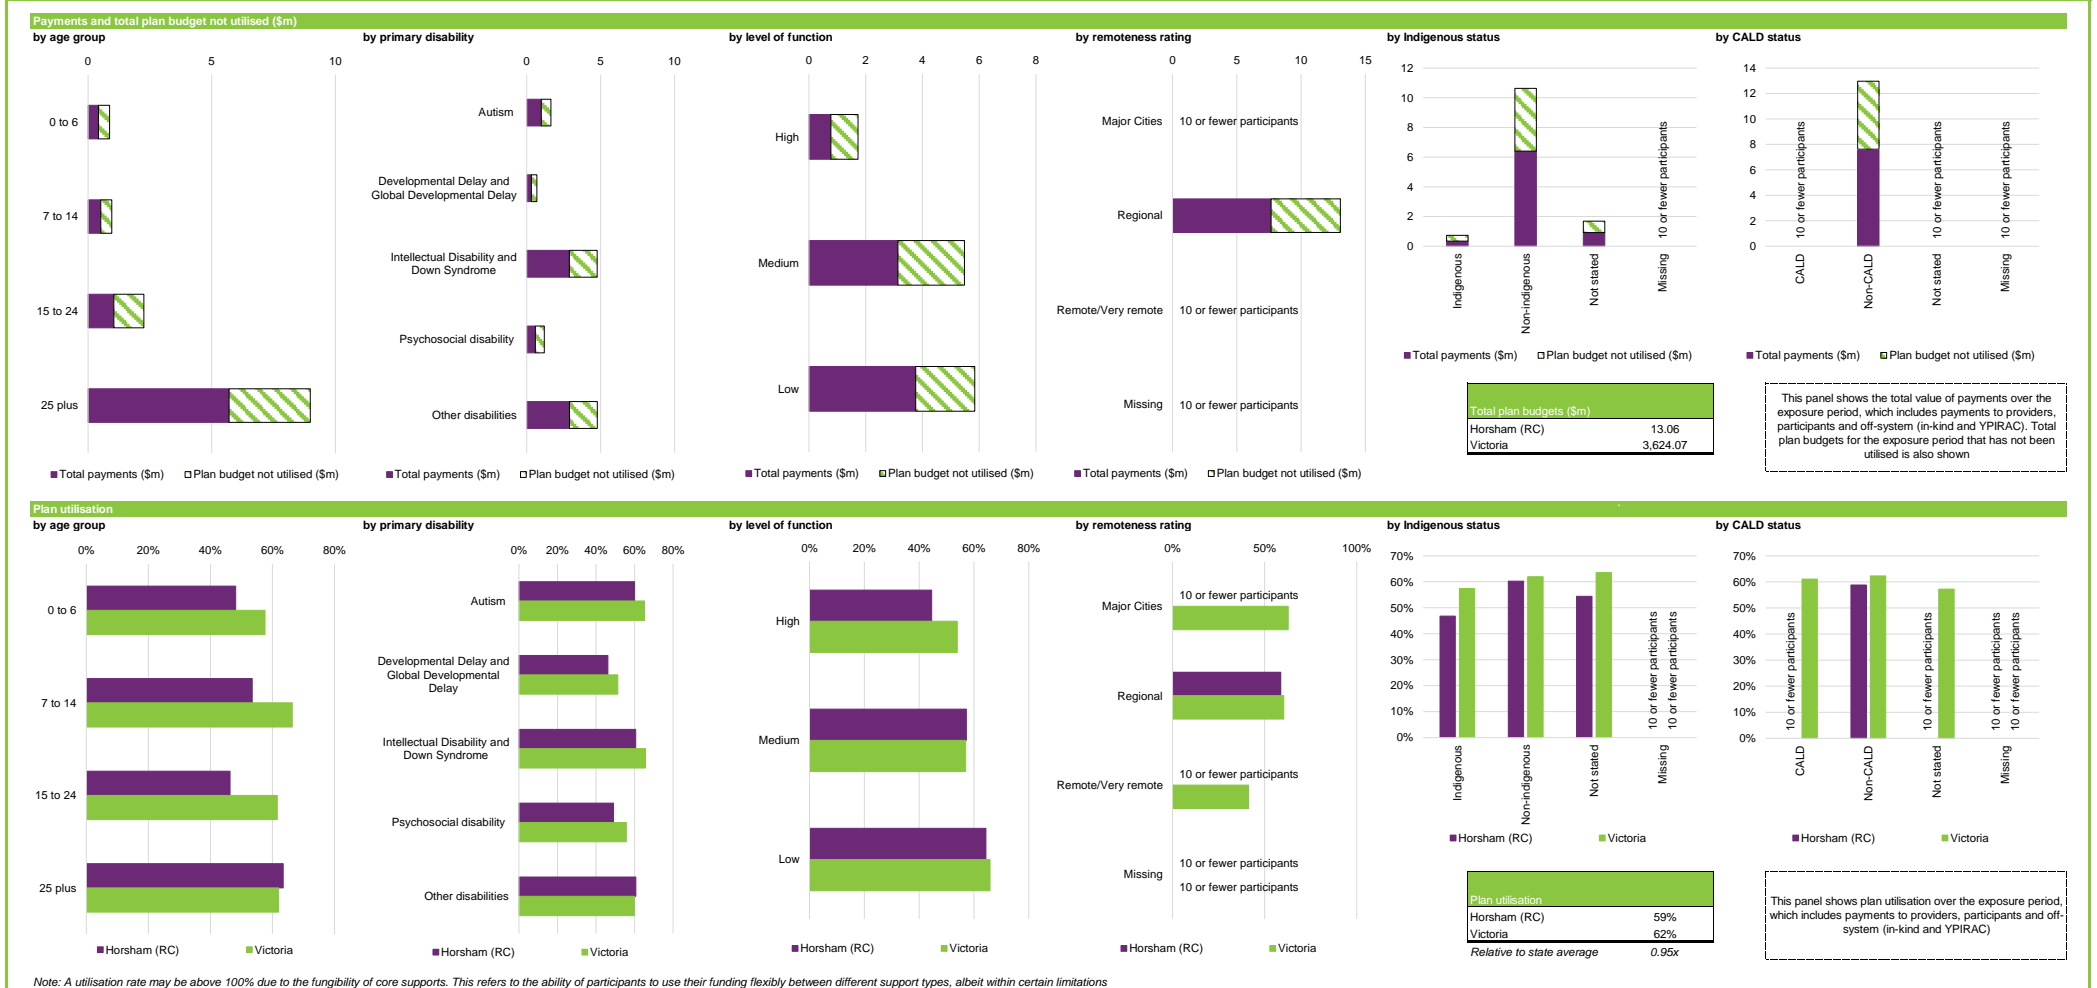 Payments and total plan budget not utilised ($m)
by age group
0
5
10
0 to 6
7 to 14
15 to 24
25 plus
Total payments ($m)
Plan budget not utilised ($m)
by primary disability
0
5
10
Autism
Developmental Delay and
Global Developmental Delay
Intellectual Disability and
Down Syndrome
Psychosocial disability
Other disabilities
Total payments ($m)
Plan budget not utilised ($m)
by level of function
0
2
4
6
8
High
Medium
Low
Total payments ($m)
Plan budget not utilised ($m)
by remoteness rating
0
5
10
15
Major Cities
10 or fewer participants
Regional
Remote/Very remote
10 or fewer participants
Missing
10 or fewer participants
Total payments ($m)
Plan budget not utilised ($m)
by Indigenous status
12
10
8
6
4
2
0
10 or fewer participants
Indigenous
Non-indigenous
Not stated
Missing
Total payments ($m)
Plan budget not utilised ($m)
Total plan budgets ($m)
Horsham (RC) 13.06
Victoria 3,624.07
by CALD status
14
12
10
8
6
4
2
0
10 or fewer participants
10 or fewer participants
10 or fewer participants
CALD
Non-CALD
Not stated
Missing
Total payments ($m)
Plan budget not utilised ($m)
This panel shows the total value of payments over the
exposure period, which includes payments to providers,
participants and off-system (in-kind and YPIRAC). Total
plan budgets for the exposure period that has not been
utilised is also shown
Plan utilisation
by age group
0%
20%
40%
60%
80%
0 to 6
7 to 14
15 to 24
25 plus
Horsham (RC)
Victoria
by primary disability
0%
20%
40%
60%
80%
Autism
Developmental Delay and
Global Developmental
Delay
Intellectual Disability and
Down Syndrome
Psychosocial disability
Other disabilities
Horsham (RC)
Victoria
by level of function
0%
20%
40%
60%
80%
High
Medium
Low
Horsham (RC)
Victoria
by remoteness rating
0%
50%
100%
Major Cities
10 or fewer participants
Regional
Remote/Very remote
10 or fewer participants
Missing
10 or fewer participants
10 or fewer participants
Horsham (RC)
Victoria
by Indigenous status
70%
60%
50%
40%
30%
20%
10%
0%
10 or fewer participants
10 or fewer participants
Indigenous
Non-indigenous
Not stated
Missing
Horsham (RC)
Victoria
Plan utilisation
Horsham (RC) 59%
Victoria 62%
Relative to state average 0.95x
by CALD status
70%
60%
50%
40%
30%
20%
10%
0%
10 or fewer participants
10 or fewer participants
10 or fewer participants
10 or fewer participants
CALD
Non-CALD
Not stated
Missing
Horsham (RC)
Victoria
This panel shows plan utilisation over the exposure period,
which includes payments to providers, participants and off-
system (in-kind and YPIRAC)
Note: A utilisation rate may be above 100% due to the fungibility of core supports. This refers to the ability of participants to use their funding flexibly between different support types, albeit within certain limitations